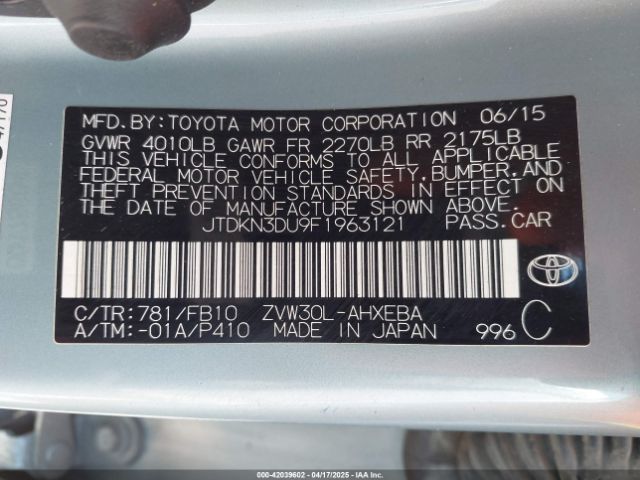 MFD.BY:TOYOTA MOTOR CORPORATION 06/15
GVWR 4010LB GAWR FR 2270LB RR 2175LB
THIS VEHICLE CONFORMS TO ALL APPLICABLE
FEDERAL MOTOR VEHICLE SAFETY,BUMPER,AND
THEFT PREVENTION STANDARDS IN EFFECT ON
THE DATE OF MANUFACTURE SHOWN ABOVE.
JTDKN3DU9F1963121 PASS.CAR
TOYOTA
C/TR:781/FB10 ZVW30L-AHXEBA
A/TM:-01A/P410 MADE IN JAPAN 996 C
000-42039602 - 04/17/2025 - IAAI.COM